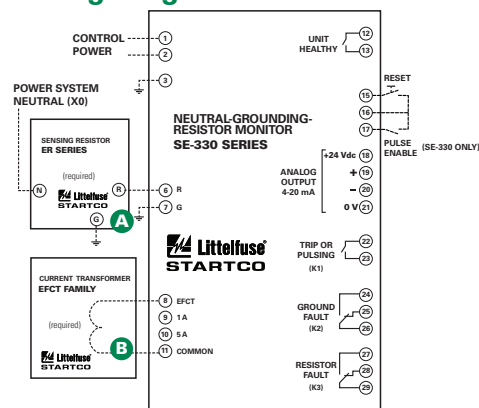 CONTROL
POWER
1
2
3
POWER SYSTEM
NEUTRAL (X0)
SENSING RESISTOR
ER SERIES
(required)
N
R
Littelfuse
STARTCO
G
A
6 R
7 G
CURRENT TRANSFORMER
EFCT FAMILY
(required)
B
Littelfuse
STARTCO
8 EFCT
9 1 A
10 5 A
11 COMMON
NEUTRAL-GROUNDING-
RESISTOR MONITOR
SE-330 SERIES
Littelfuse®
STARTCO
UNIT
HEALTHY
12
13
RESET
15
16
17
PULSE
ENABLE
(SE-330 ONLY)
+24 Vdc 18
ANALOG
OUTPUT
4-20 mA
+ 19
– 20
0 V 21
TRIP OR
PULSING
(K1)
22
23
GROUND
FAULT
(K2)
24
25
26
RESISTOR
FAULT
(K3)
27
28
29